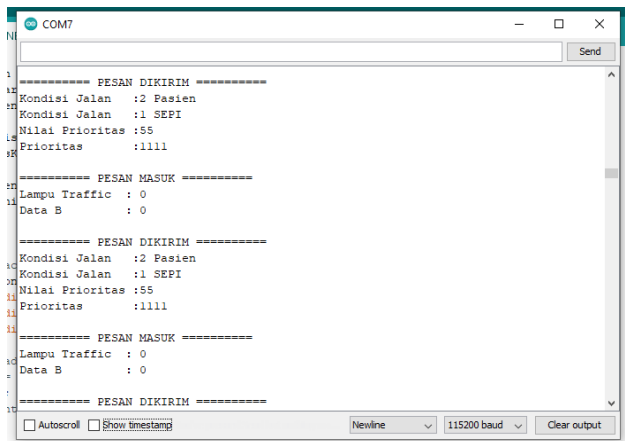 COM7
Send
========== PESAN DIKIRIM ==========
Kondisi Jalan   :2 Pasien
Kondisi Jalan   :1 SEPI
Nilai Prioritas :55
Prioritas       :1111
========== PESAN MASUK ==========
Lampu Traffic  : 0
Data B         : 0
========== PESAN DIKIRIM ==========
Kondisi Jalan   :2 Pasien
Kondisi Jalan   :1 SEPI
Nilai Prioritas :55
Prioritas       :1111
========== PESAN MASUK ==========
Lampu Traffic  : 0
Data B         : 0
========== PESAN DIKIRIM ==========
Autoscroll Show timestamp Newline 115200 baud Clear output